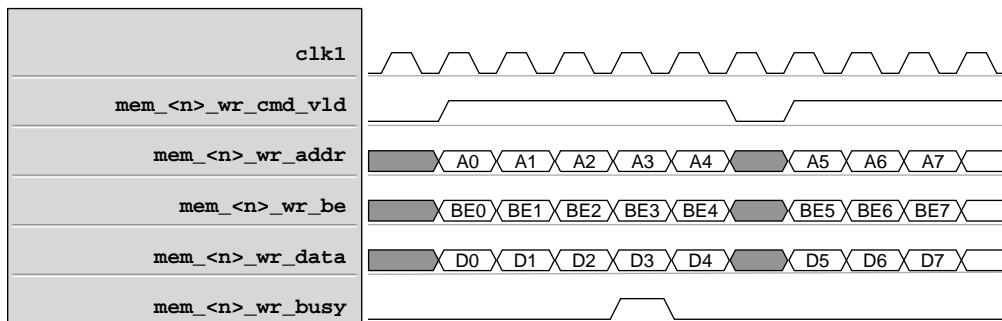 clk1
mem_<n>_wr_cmd_vld
mem_<n>_wr_addr A0 A1 A2 A3 A4 A5 A6 A7
mem_<n>_wr_be BE0 BE1 BE2 BE3 BE4 BE5 BE6 BE7
mem_<n>_wr_data D0 D1 D2 D3 D4 D5 D6 D7
mem_<n>_wr_busy